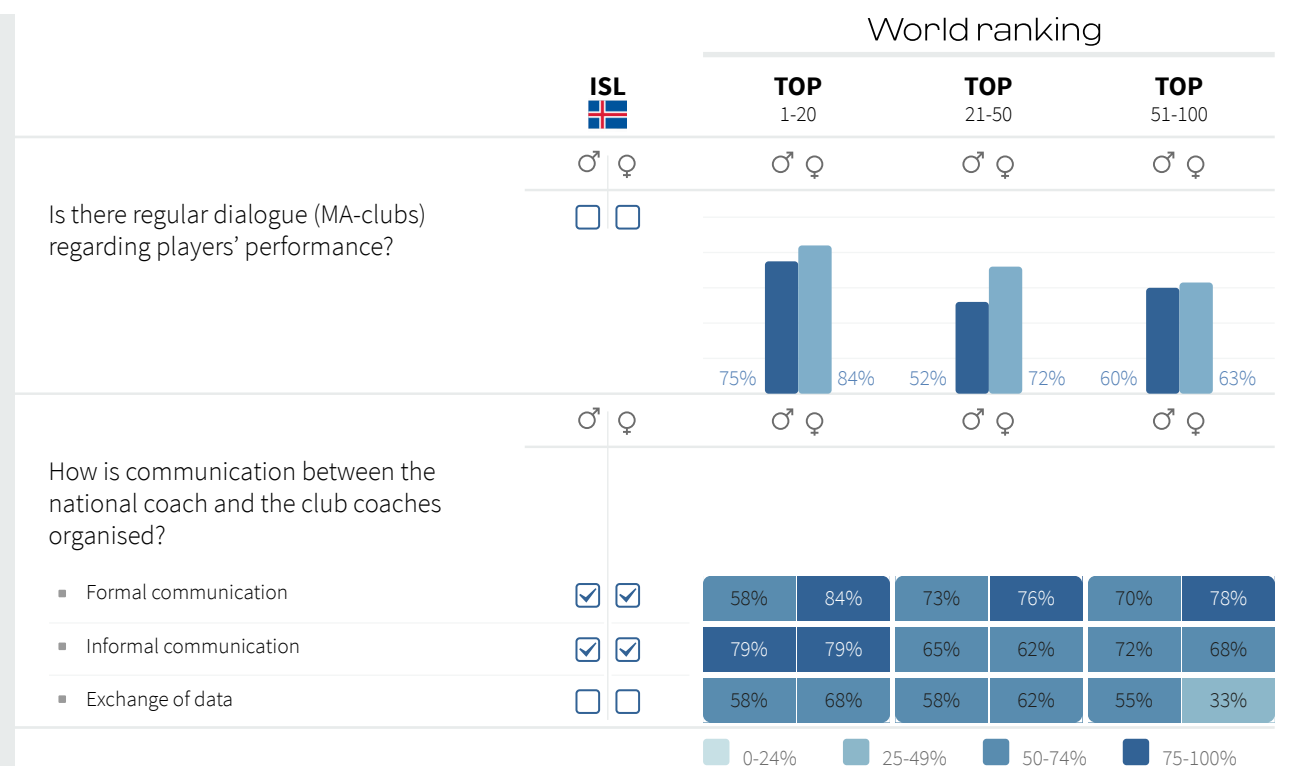 World ranking
ISL TOP TOP TOP
1-20 21-50 51-100
♂ ♀ ♂ ♀ ♂ ♀ ♂ ♀
Is there regular dialogue (MA-clubs)
regarding players’ performance?
75% 84% 52% 72% 60% 63%
♂ ♀ ♂ ♀ ♂ ♀ ♂ ♀
How is communication between the
national coach and the club coaches
organised?
Formal communication 58% 84% 73% 76% 70% 78%
Informal communication 79% 79% 65% 62% 72% 68%
Exchange of data 58% 68% 58% 62% 55% 33%
0-24% 25-49% 50-74% 75-100%